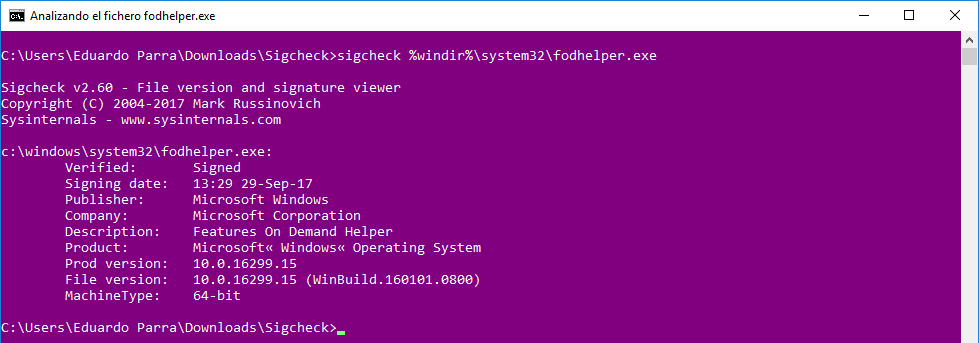 Analizando el fichero fodhelper.exe
C:\Users\Eduardo Parra\Downloads\Sigcheck>sigcheck %windir%\system32\fodhelper.exe
Sigcheck v2.60 - File version and signature viewer
Copyright (C) 2004-2017 Mark Russinovich
Sysinternals - www.sysinternals.com
c:\windows\system32\fodhelper.exe:
Verified: Signed
Signing date: 13:29 29-Sep-17
Publisher: Microsoft Windows
Company: Microsoft Corporation
Description: Features On Demand Helper
Product: Microsoft« Windows« Operating System
Prod version: 10.0.16299.15
File version: 10.0.16299.15 (WinBuild.160101.0800)
MachineType: 64-bit
C:\Users\Eduardo Parra\Downloads\Sigcheck>